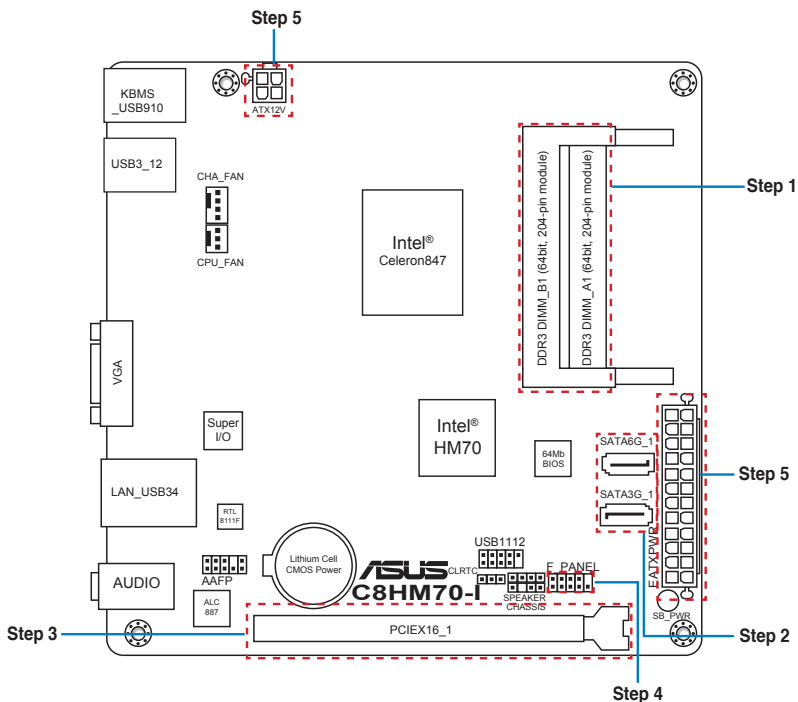 Step 5
KBMS
_USB910
ATX12V
USB3_12
CHA_FAN
CPU_FAN
Intel®
Celeron847
DDR3 DIMM_B1 (64bit, 204-pin module)
DDR3 DIMM_A1 (64bit, 204-pin module)
Step 1
VGA
Super
I/O
Intel®
HM70
64Mb
BIOS
SATA6G_1
SATA3G_1
EATXPWR
Step 5
LAN_USB34
RTL
8111F
USB1112
F_PANEL
AUDIO
AAFP
Lithium Cell
CMOS Power
ASUS
C8HM70-I
CLRTC
SPEAKER
CHASSIS
ALC
887
SB_PWR
Step 3
PCIEX16_1
Step 2
Step 4